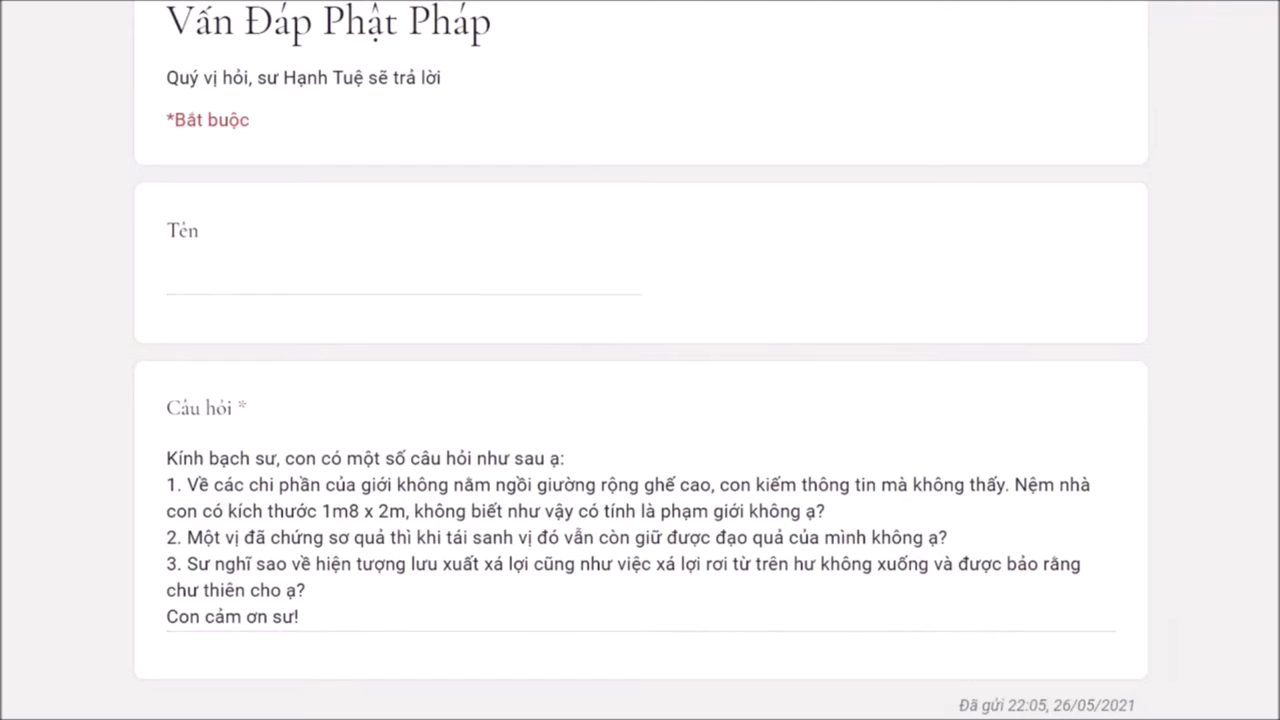 Vấn Đáp Phật Pháp
Quý vị hỏi, sư Hạnh Tuệ sẽ trả lời
*Bắt buộc
Tên
Câu hỏi *
Kính bạch sư, con có một số câu hỏi như sau ạ:
1. Về các chi phần của giới không nằm ngồi giường rộng ghế cao, con kiếm thông tin mà không thấy. Nệm nhà
con có kích thước 1m8 x 2m, không biết như vậy có tính là phạm giới không ạ?
2. Một vị đã chứng sơ quả thì khi tái sanh vị đó vẫn còn giữ được đạo quả của mình không ạ?
3. Sư nghĩ sao về hiện tượng lưu xuất xá lợi cũng như việc xá lợi rơi từ trên hư không xuống và được bảo rằng
chư thiên cho ạ?
Con cảm ơn sư!
Đã gửi 22:05, 26/05/2021